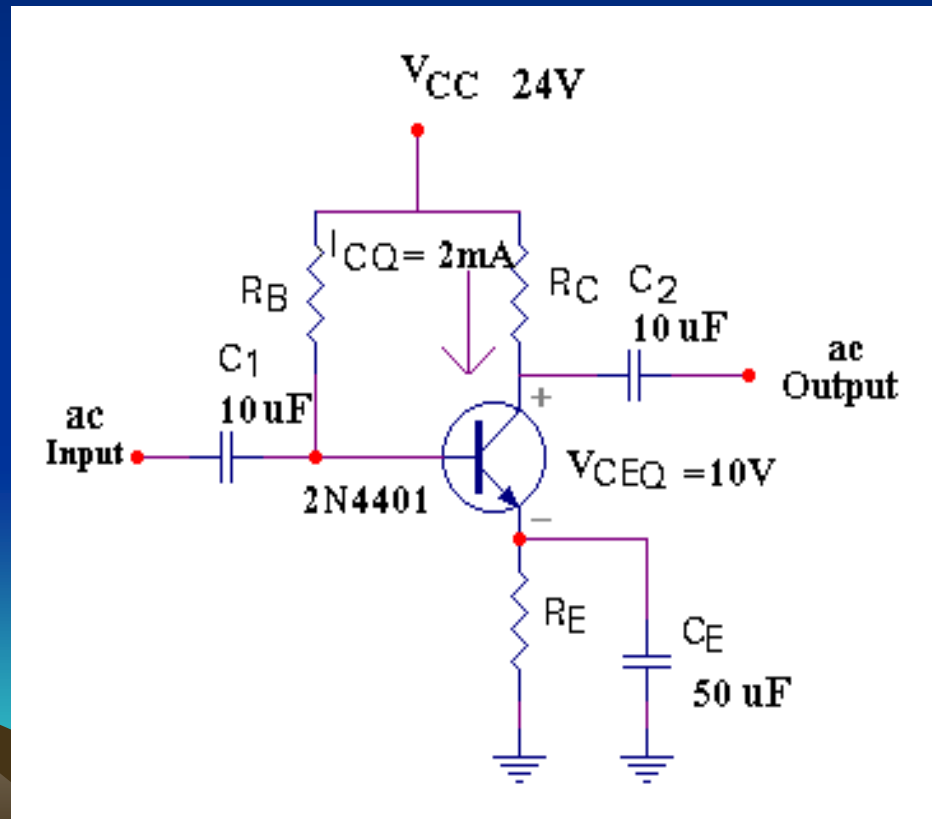 VCC 24V
ICQ = 2mA
RB
RC
C2
10 uF
C1
10 uF
ac
Output
ac
Input
2N4401
+
VCEQ =10V
−
RE
CE
50 uF